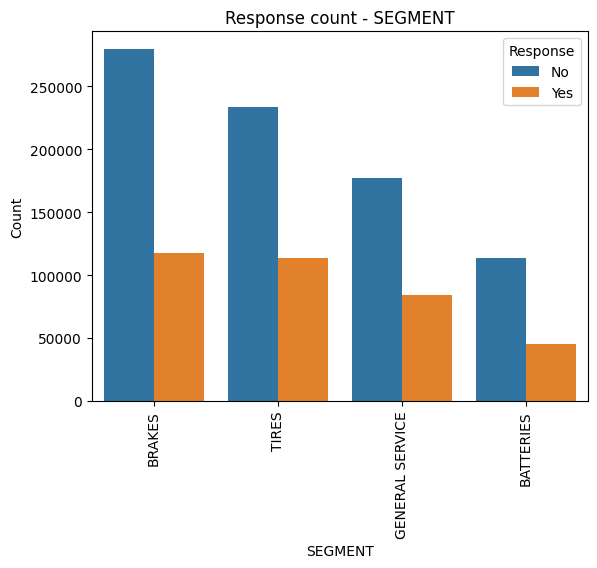 Response count - SEGMENT
Response
No
Yes
Count
250000
200000
150000
100000
50000
0
BRAKES
TIRES
GENERAL SERVICE
BATTERIES
SEGMENT